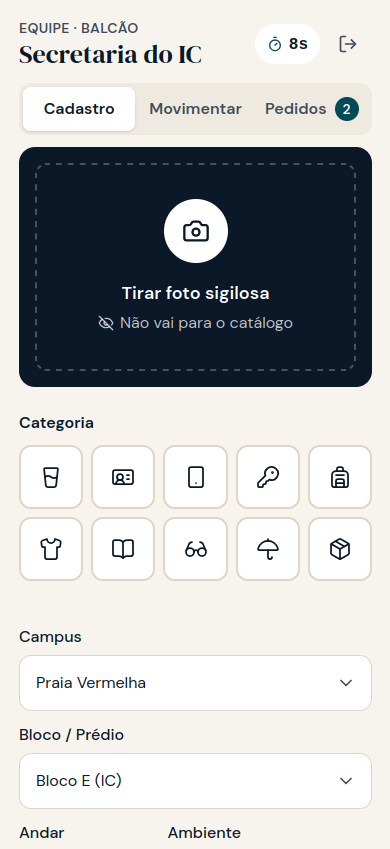 EQUIPE · BALCÃO
Secretaria do IC
8s
Cadastro
Movimentar
Pedidos 2
Tirar foto sigilosa
Não vai para o catálogo
Categoria
Campus
Praia Vermelha
Bloco / Prédio
Bloco E (IC)
Andar
Ambiente